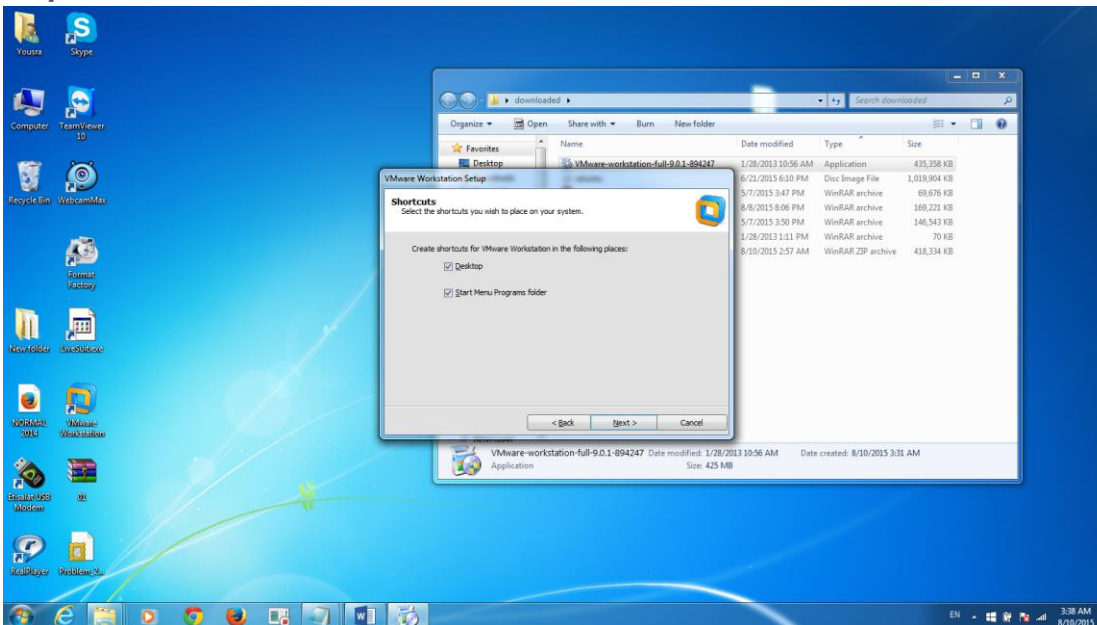 Yousra
Skype
Computer
TeamViewer
10
Recycle Bin
WebcamMax
Format
Factory
New folder
NORMAL
2014
VMware
Workstation
Etisalat USB
Modem
01
RealPlayer
Problem_2...
downloaded
Search downloaded
Organize
Open
Share with
Burn
New folder
Favorites
Name
Date modified
Type
Size
Desktop
VMware-workstation-full-9.0.1-894247 1/28/2013 10:56 AM Application 435,358 KB
6/21/2015 6:10 PM Disc Image File 1,019,904 KB
5/7/2015 3:47 PM WinRAR archive 69,676 KB
8/8/2015 8:06 PM WinRAR archive 169,221 KB
5/7/2015 3:50 PM WinRAR archive 146,543 KB
1/28/2013 1:11 PM WinRAR archive 70 KB
8/10/2015 2:57 AM WinRAR ZIP archive 418,334 KB
VMware Workstation Setup
Shortcuts
Select the shortcuts you wish to place on your system.
Create shortcuts for VMware Workstation in the following places:
Desktop
Start Menu Programs folder
< Back
Next >
Cancel
VMware-workstation-full-9.0.1-894247 Date modified: 1/28/2013 10:56 AM Date created: 8/10/2015 3:31 AM
Application Size: 425 MB
EN
3:38 AM
8/10/2015